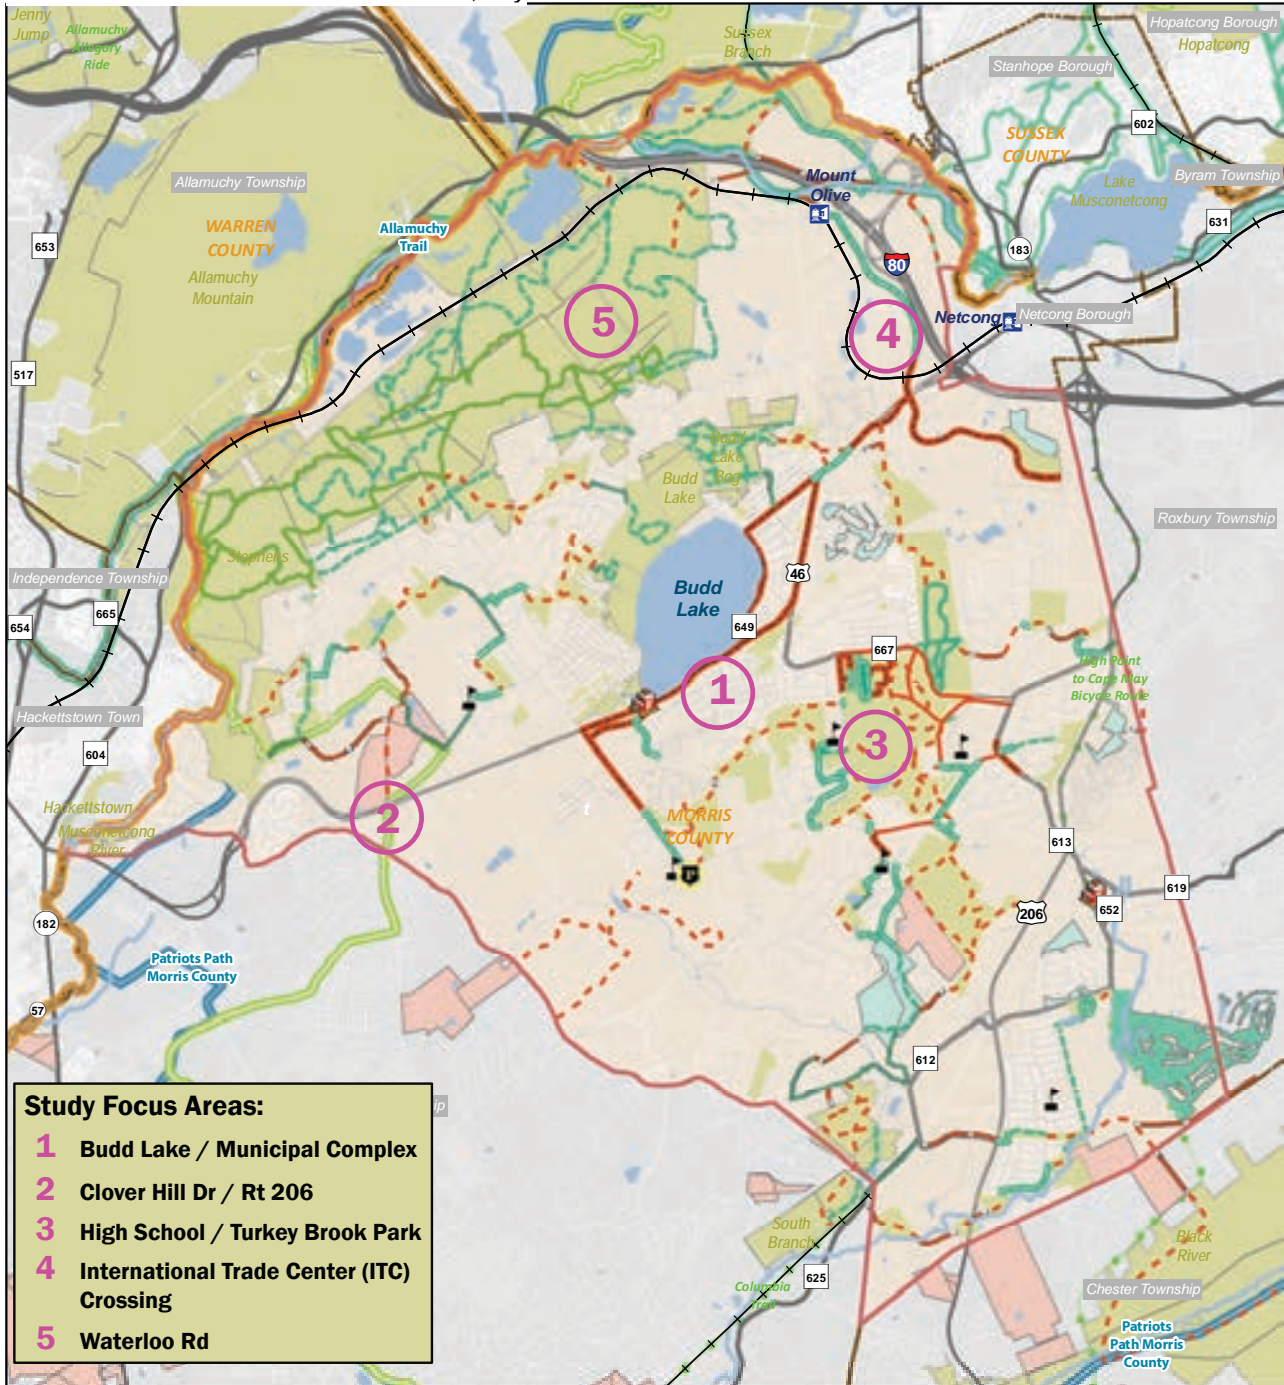 Jenny
Jump
Allamuchy
Allegory
Ride
Sussex
Branch
Hopatcong Borough
Hopatcong
Stanhope Borough
602
SUSSEX
COUNTY
Byram Township
Lake
Musconetcong
Allamuchy Township
Mount
Olive
WARREN
COUNTY
Allamuchy
Trail
631
653
183
80
Allamuchy
Mountain
5
4
Netcong
Netcong Borough
517
Budd
Lake
Bog
Budd
Lake
Roxbury Township
Stephens
Independence Township
46
Budd
Lake
665
654
649
667
High Point
to Cape May
Bicycle Route
1
Hackettstown Town
3
604
Hackettstown
Musconetcong
River
2
t
MORRIS
COUNTY
613
619
206
652
182
Patriots Path
Morris County
57
612
ip
Study Focus Areas:
1 Budd Lake / Municipal Complex
2 Clover Hill Dr / Rt 206
3 High School / Turkey Brook Park
4 International Trade Center (ITC)
Crossing
5 Waterloo Rd
South
Branch
Black
River
625
Columbia
Trail
Chester Township
Patriots
Path Morris
County